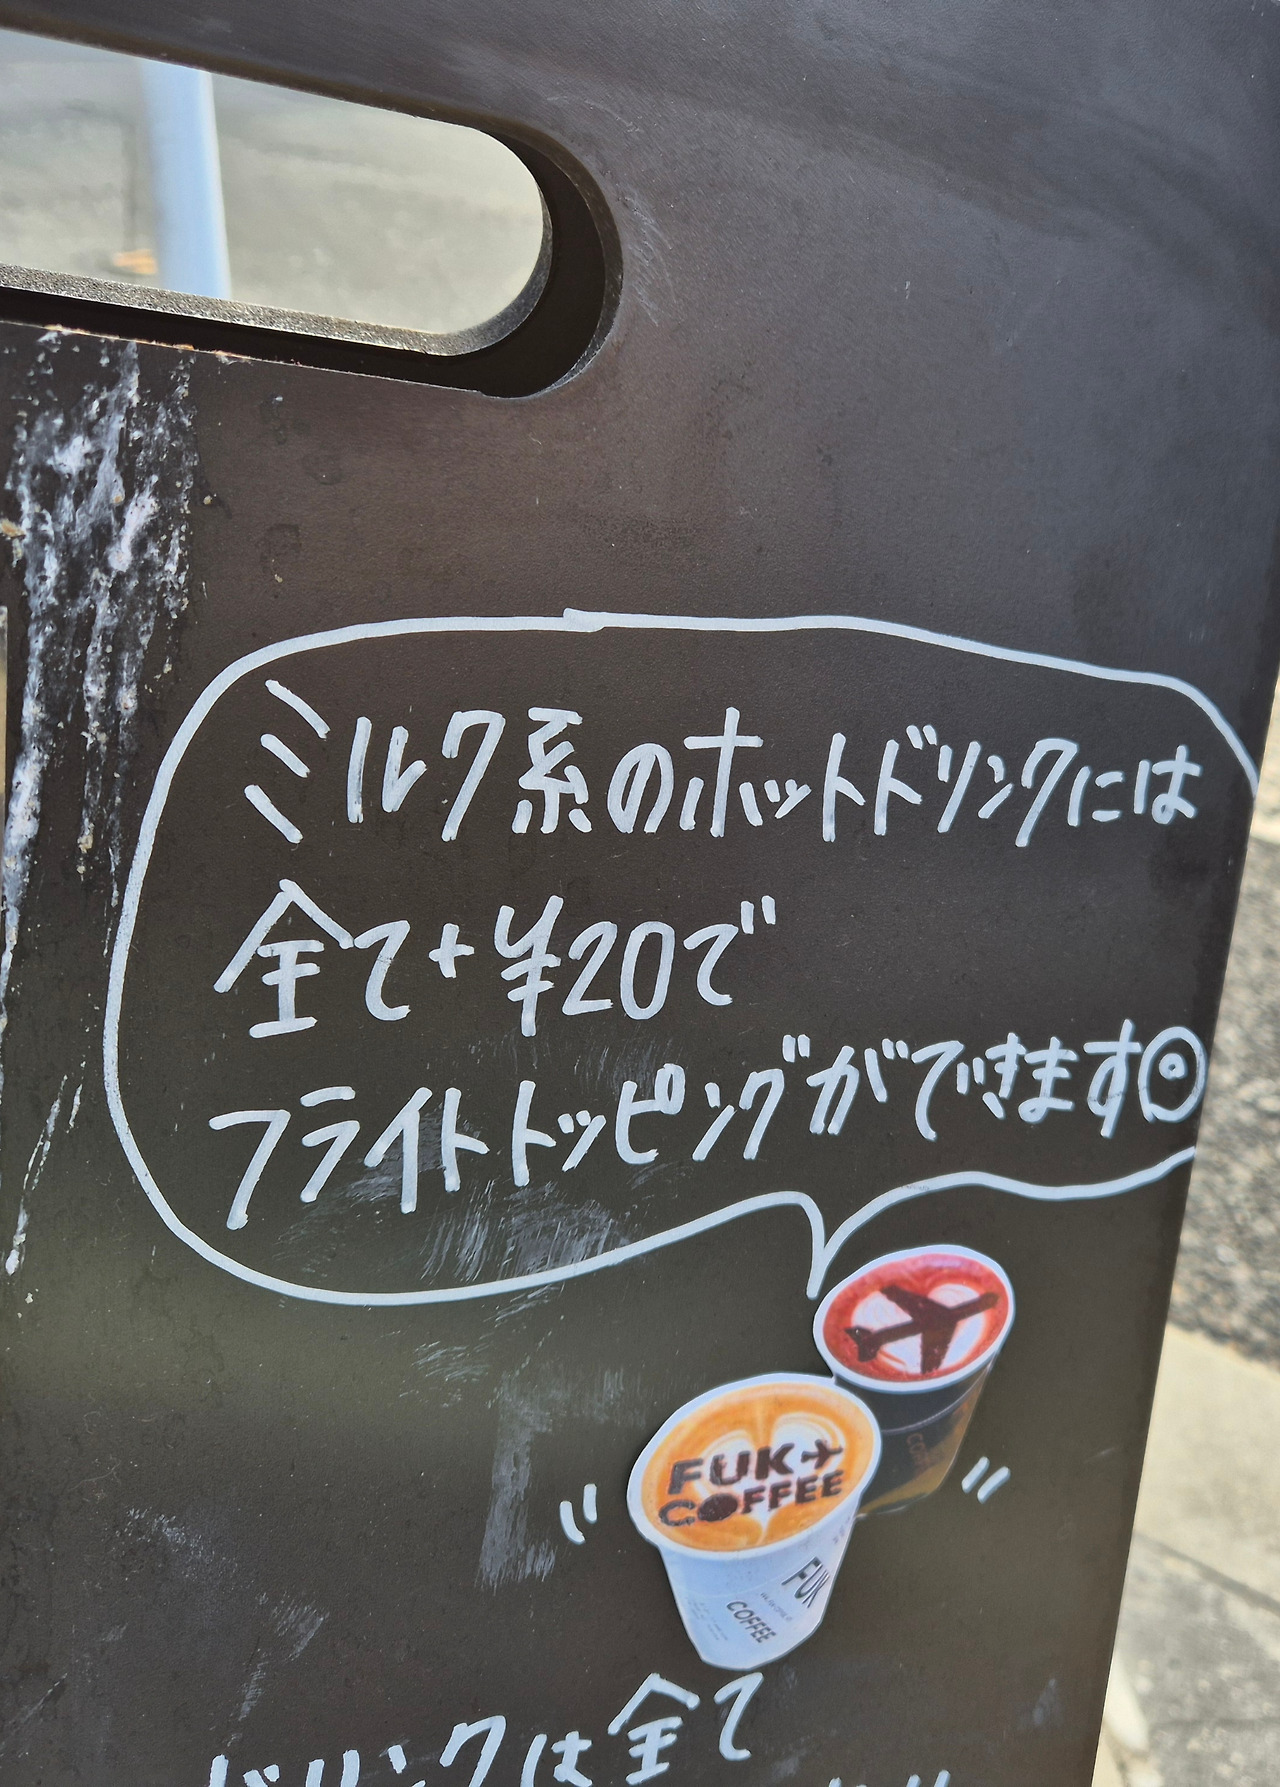 ミルク系のホットドリンクには
全て+¥20で
フライトトッピングができます
FUK
COFFEE
FUK
COFFEE
ドリンクは全て